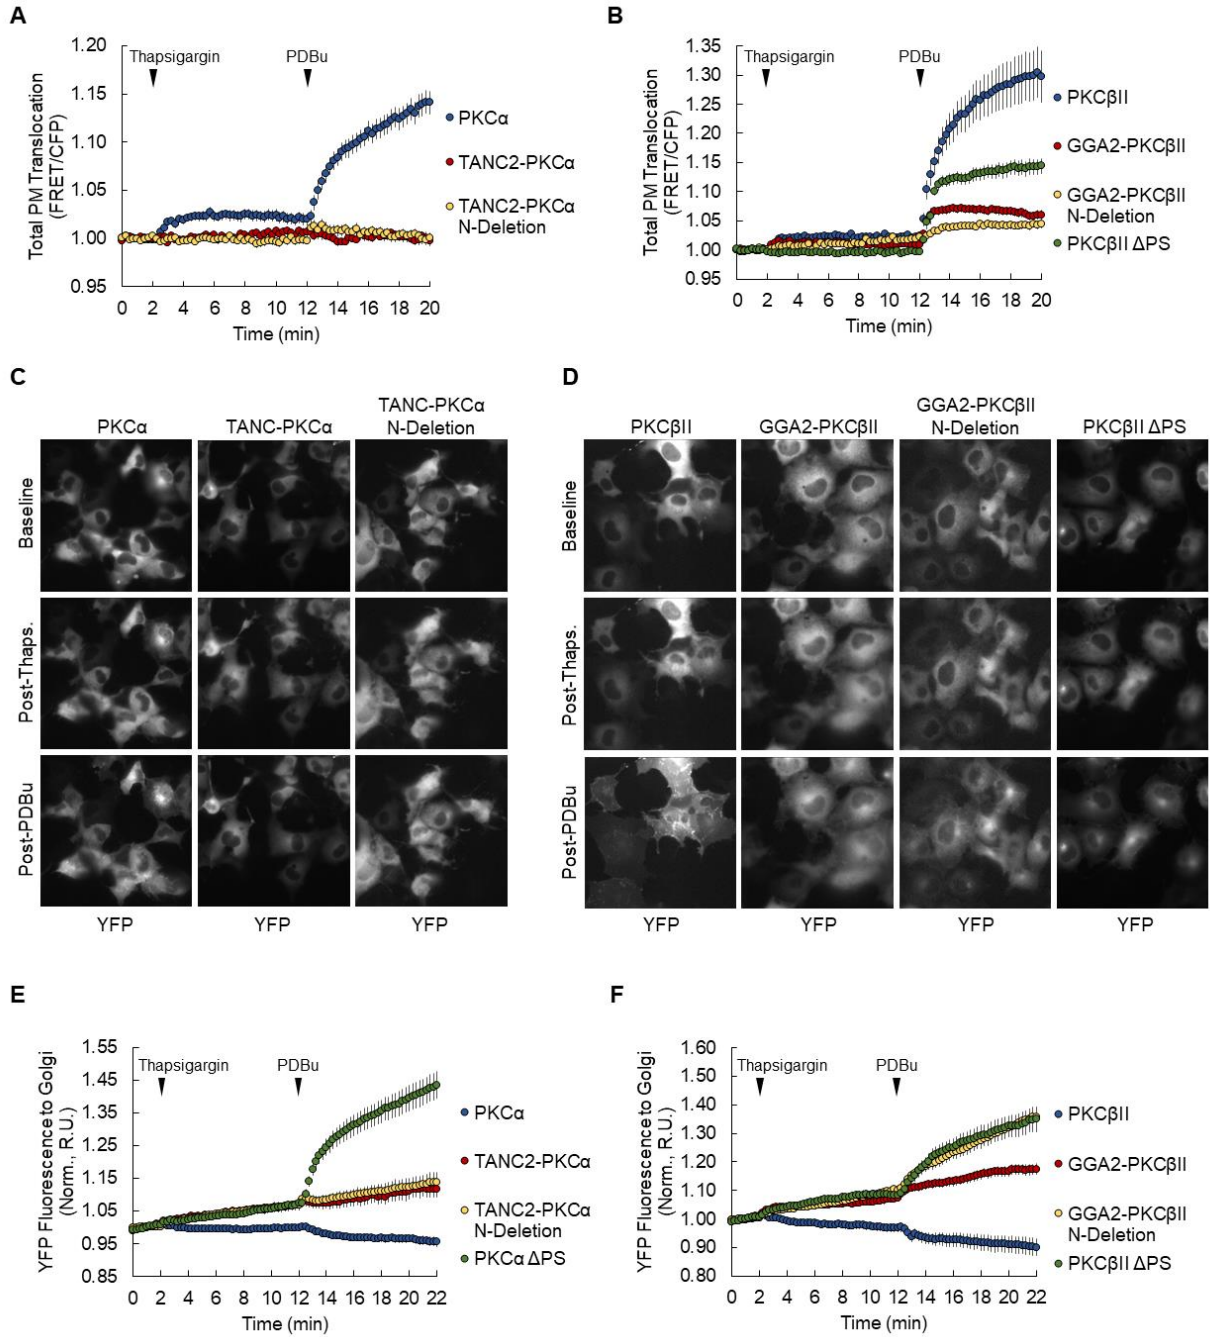 A
Total PM Translocation
(FRET/CFP)
1.20
1.15
1.10
1.05
1.00
0.95
Thapsigargin
PDBu
PKCα
TANC2-PKCα
TANC2-PKCα
N-Deletion
0 2 4 6 8 10 12 14 16 18 20
Time (min)
B
Total PM Translocation
(FRET/CFP)
1.35
1.30
1.25
1.20
1.15
1.10
1.05
1.00
0.95
Thapsigargin
PDBu
PKCβII
GGA2-PKCβII
GGA2-PKCβII
N-Deletion
PKCβII ΔPS
0 2 4 6 8 10 12 14 16 18 20
Time (min)
C
PKCα
TANC-PKCα
TANC-PKCα
N-Deletion
Baseline
Post-Thaps.
Post-PDBu
YFP
YFP
YFP
D
PKCβII
GGA2-PKCβII
GGA2-PKCβII
N-Deletion
PKCβII ΔPS
Baseline
Post-Thaps.
Post-PDBu
YFP
YFP
YFP
YFP
E
YFP Fluorescence to Golgi
(Norm., R.U.)
1.55
1.45
1.35
1.25
1.15
1.05
0.95
0.85
Thapsigargin
PDBu
PKCα
TANC2-PKCα
TANC2-PKCα
N-Deletion
PKCα ΔPS
0 2 4 6 8 10 12 14 16 18 20 22
Time (min)
F
YFP Fluorescence to Golgi
(Norm., R.U.)
1.60
1.50
1.40
1.30
1.20
1.10
1.00
0.90
0.80
Thapsigargin
PDBu
PKCβII
GGA2-PKCβII
GGA2-PKCβII
N-Deletion
PKCβII ΔPS
0 2 4 6 8 10 12 14 16 18 20 22
Time (min)